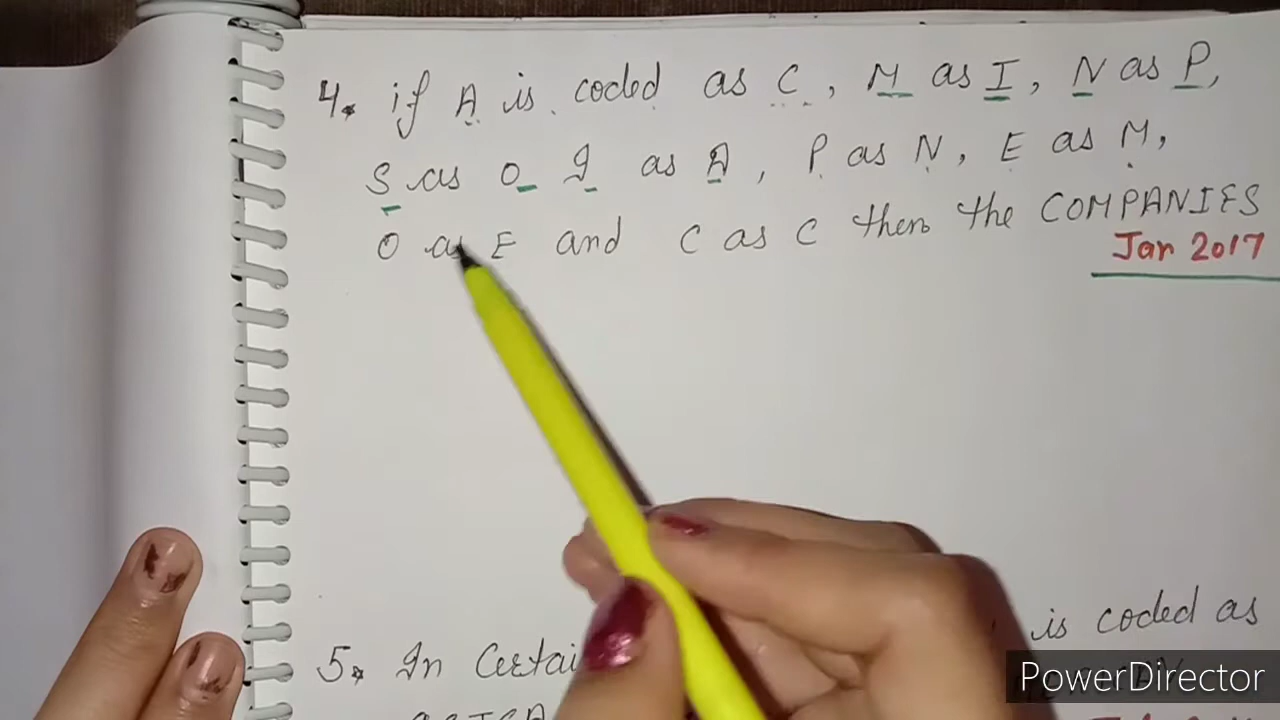 4. if A is coded as C, M as I, N as P,
S as O I as A, P as N, E as M,
O as E and C as C then the COMPANIES
Jan 2017
is coded as
5. In Certai
PowerDirector